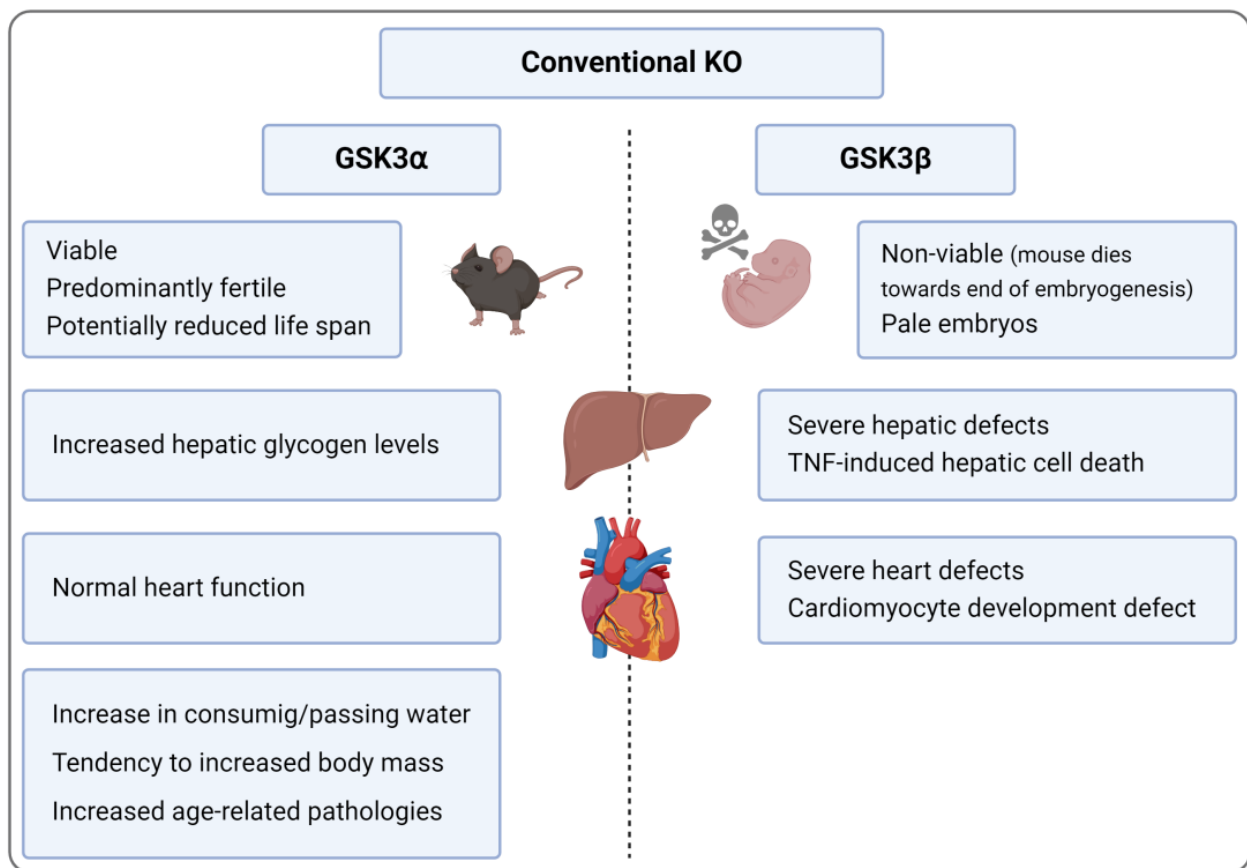 Conventional KO
GSK3α
GSK3β
Viable
Predominantly fertile
Potentially reduced life span
Non-viable (mouse dies
towards end of embryogenesis)
Pale embryos
Increased hepatic glycogen levels
Severe hepatic defects
TNF-induced hepatic cell death
Normal heart function
Severe heart defects
Cardiomyocyte development defect
Increase in consumig/passing water
Tendency to increased body mass
Increased age-related pathologies